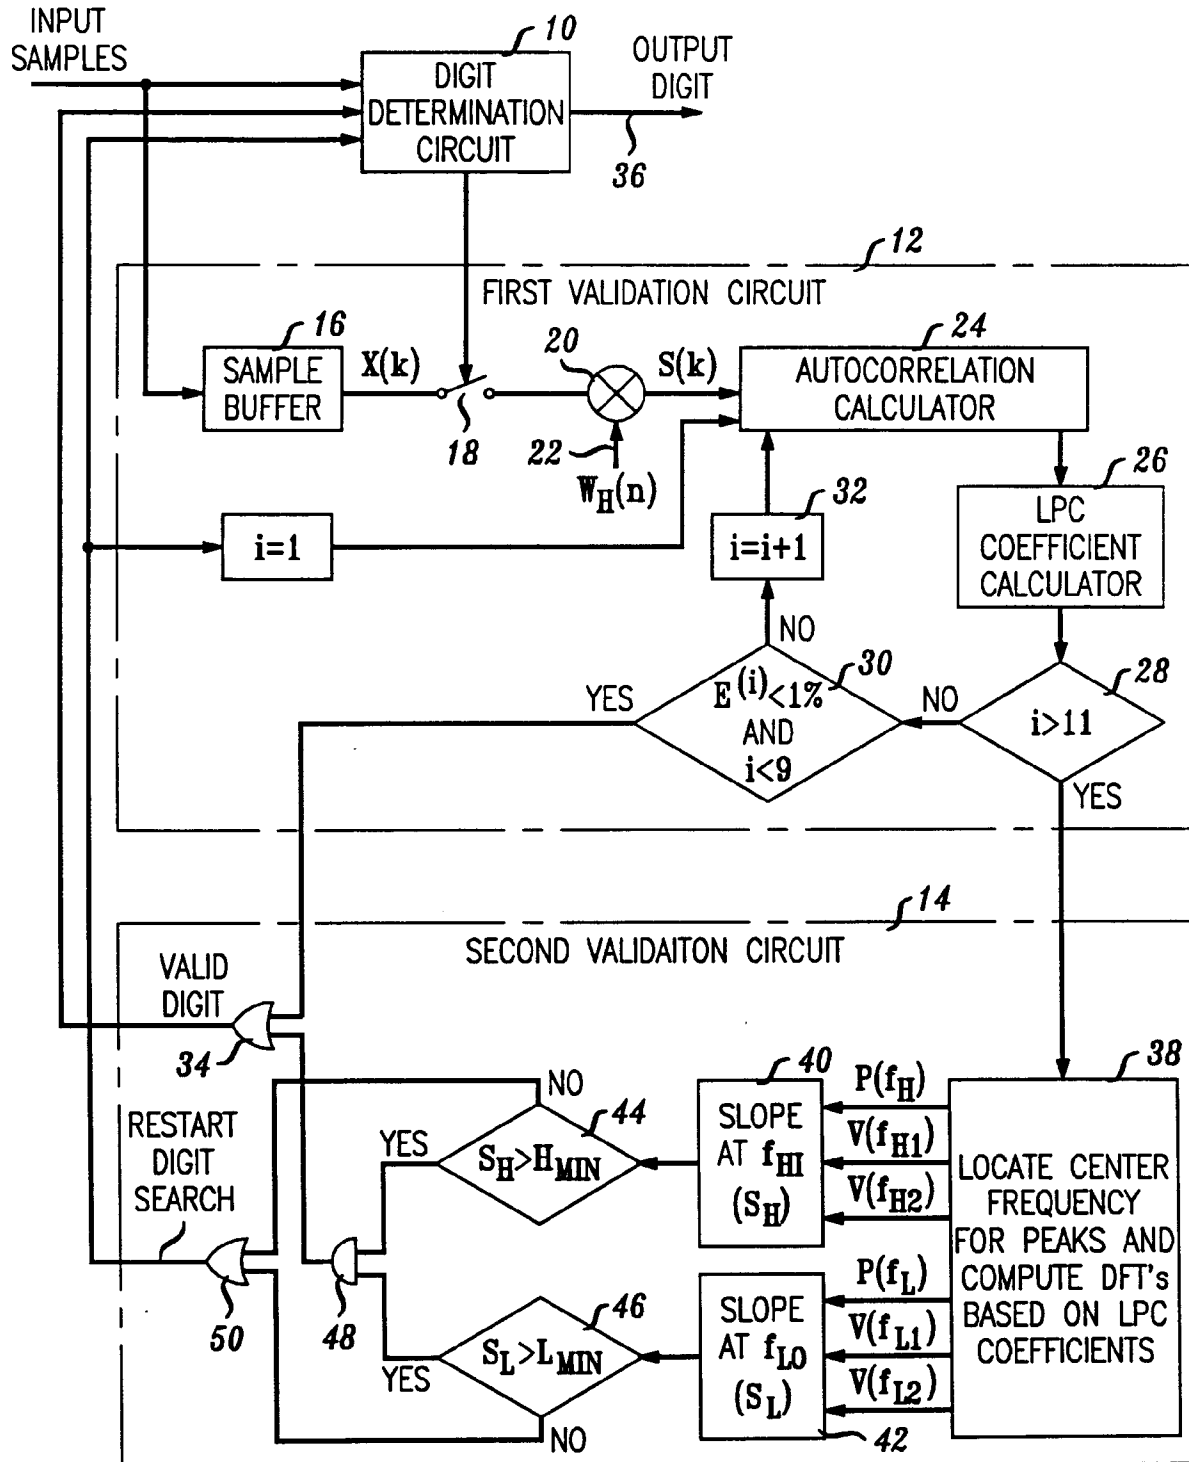 INPUT
SAMPLES
10
DIGIT
DETERMINATION
CIRCUIT
OUTPUT
DIGIT
36
12
FIRST VALIDATION CIRCUIT
16
SAMPLE
BUFFER
X(k)
18
20
22
W_H(n)
S(k)
24
AUTOCORRELATION
CALCULATOR
26
LPC
COEFFICIENT
CALCULATOR
i=1
32
i=i+1
NO
30
E^(i)<1%
AND
i<9
YES
NO
28
i>11
YES
14
SECOND VALIDAITON CIRCUIT
VALID
DIGIT
34
RESTART
DIGIT
SEARCH
50
48
NO
44
S_H>H_MIN
YES
46
S_L>L_MIN
YES
NO
40
SLOPE
AT f_HI
(S_H)
SLOPE
AT f_LO
(S_L)
42
P(f_H)
V(f_H1)
V(f_H2)
P(f_L)
V(f_L1)
V(f_L2)
38
LOCATE CENTER
FREQUENCY
FOR PEAKS AND
COMPUTE DFT's
BASED ON LPC
COEFFICIENTS